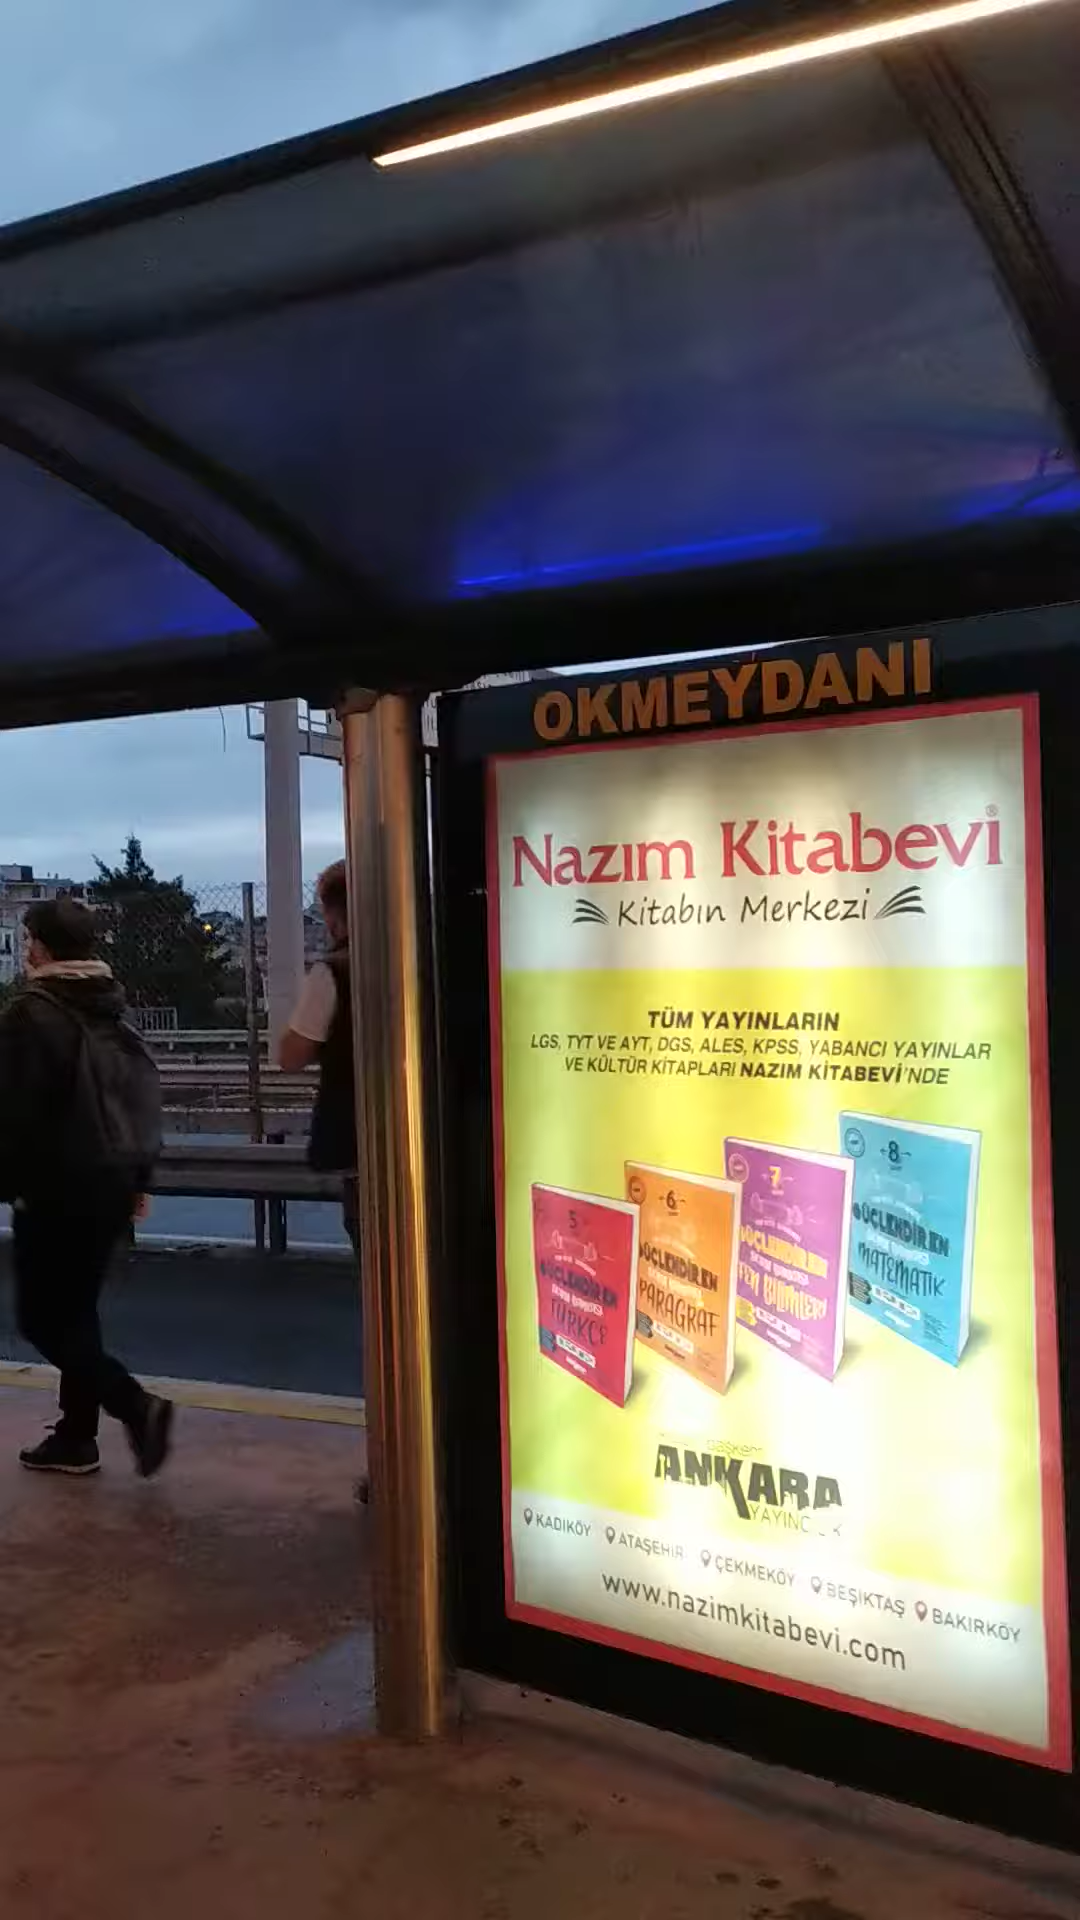 OKMEYDANI
Nazım Kitabevi®
Kitabın Merkezi
TÜM YAYINLARIN
LGS, TYT VE AYT, DGS, ALES, KPSS, YABANCI YAYINLAR
VE KÜLTÜR KİTAPLARI NAZIM KİTABEVİ'NDE
5
GÜÇLENDİREN
TÜRKÇE
6
GÜÇLENDİREN
PARAGRAF
7
GÜÇLENDİREN
FEN BİLİMLERİ
8
GÜÇLENDİREN
MATEMATİK
başkent
ANKARA
KADIKÖY ATAŞEHİR ÇEKMEKÖY BEŞİKTAŞ BAKIRKÖY
www.nazimkitabevi.com